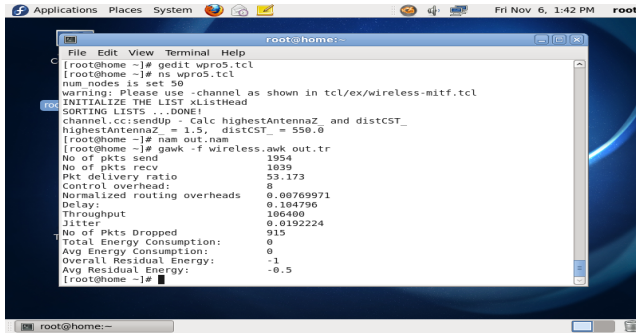 Applications Places System
Fri Nov 6, 1:42 PM root
root@home:~
File Edit View Terminal Help
[root@home ~]# gedit wpro5.tcl
[root@home ~]# ns wpro5.tcl
num_nodes is set 50
warning: Please use -channel as shown in tcl/ex/wireless-mitf.tcl
INITIALIZE THE LIST xListHead
SORTING LISTS ...DONE!
channel.cc:sendUp - Calc highestAntennaZ_ and distCST_
highestAntennaZ_ = 1.5, distCST_ = 550.0
[root@home ~]# nam out.nam
[root@home ~]# gawk -f wireless.awk out.tr
No of pkts send 1954
No of pkts recv 1039
Pkt delivery ratio 53.173
Control overhead: 8
Normalized routing overheads 0.00769971
Delay: 0.104796
Throughput 106400
Jitter 0.0192224
No of Pkts Dropped 915
Total Energy Consumption: 0
Avg Energy Consumption: 0
Overall Residual Energy: -1
Avg Residual Energy: -0.5
[root@home ~]#
root@home:~